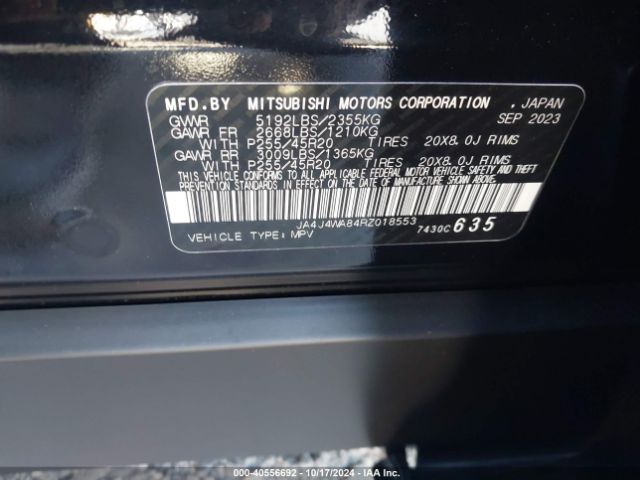 MFD.BY MITSUBISHI MOTORS CORPORATION , JAPAN
GVWR 5192LBS/2355KG SEP 2023
GAWR FR 2668LBS/1210KG
WITH P255/45R20 TIRES 20X8.0J RIMS
GAWR RR 3009LBS/1365KG
WITH P255/45R20 TIRES 20X8.0J RIMS
THIS VEHICLE CONFORMS TO ALL APPLICABLE FEDERAL MOTOR VEHICLE SAFETY AND THEFT PREVENTION STANDARDS IN EFFECT ON THE DATE OF MANUFACTURE SHOWN ABOVE.
JA4J4WA84RZ018553
VEHICLE TYPE: MPV 7430C 635
000-40556692 - 10/17/2024 - IAA Inc.